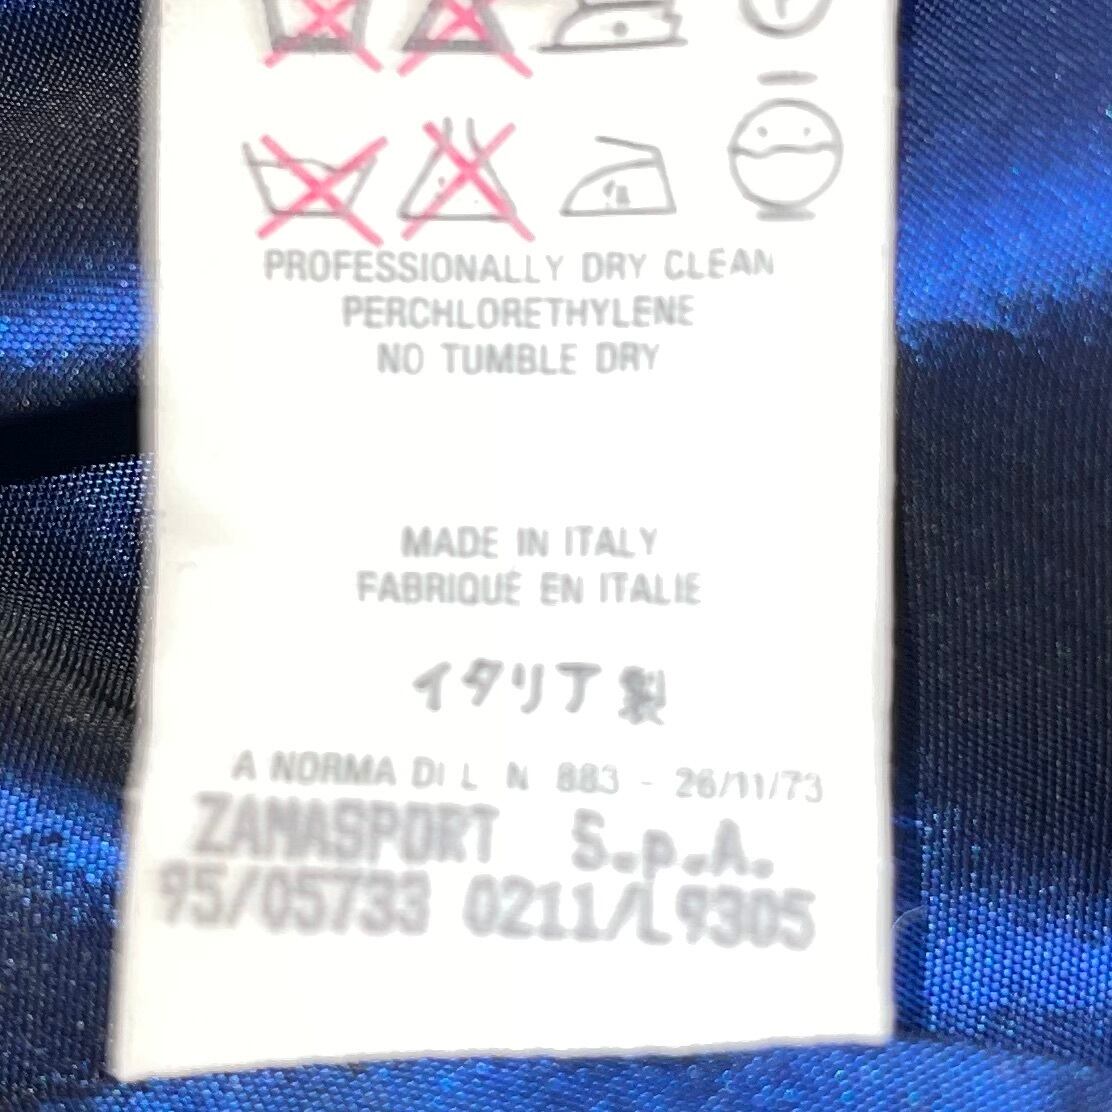 PROFESSIONALLY DRY CLEAN
PERCHLORETHYLENE
NO TUMBLE DRY
MADE IN ITALY
FABRIQUÉ EN ITALIE
イタリア製
A NORMA DI L N 883 - 26/11/73
ZAMASPORT S.p.A.
95/05733 0211/L9305